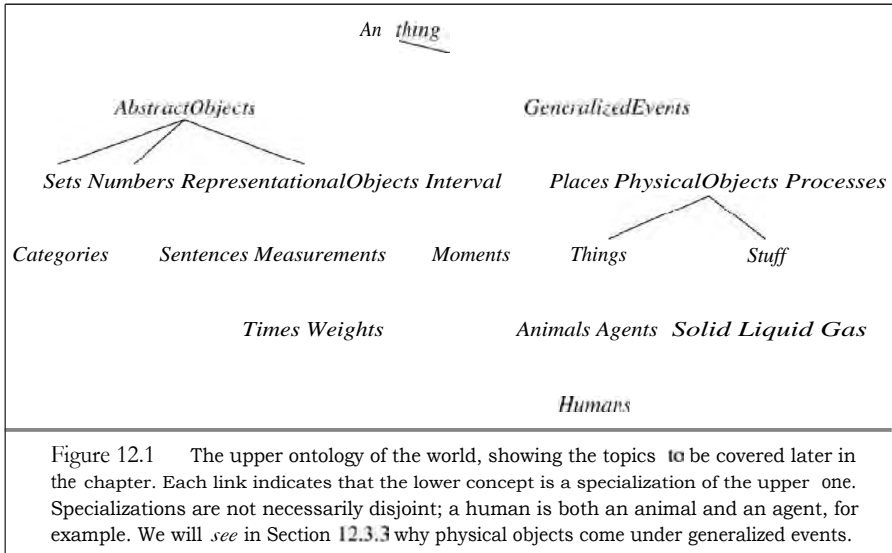 An thing
AbstractObjects GeneralizedEvents
Sets Numbers RepresentationalObjects Interval Places PhysicalObjects Processes
Categories Sentences Measurements Moments Things Stuff
Times Weights Animals Agents Solid Liquid Gas
Humans
Figure 12.1 The upper ontology of the world, showing the topics to be covered later in
the chapter. Each link indicates that the lower concept is a specialization of the upper one.
Specializations are not necessarily disjoint; a human is both an animal and an agent, for
example. We will see in Section 12.3.3 why physical objects come under generalized events.